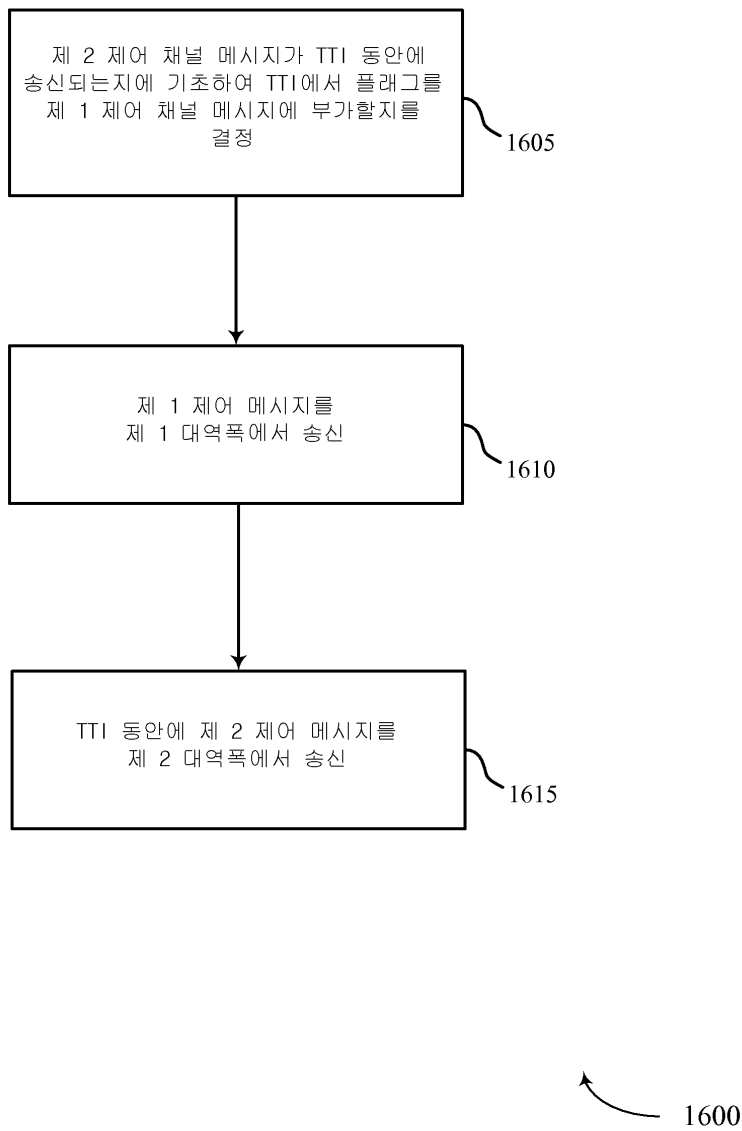 제 2 제어 채널 메시지가 TTI 동안에
송신되는지에 기초하여 TTI에서 플래그를
제 1 제어 채널 메시지에 부가할지를
결정
1605
제 1 제어 메시지를
제 1 대역폭에서 송신
1610
TTI 동안에 제 2 제어 메시지를
제 2 대역폭에서 송신
1615
1600